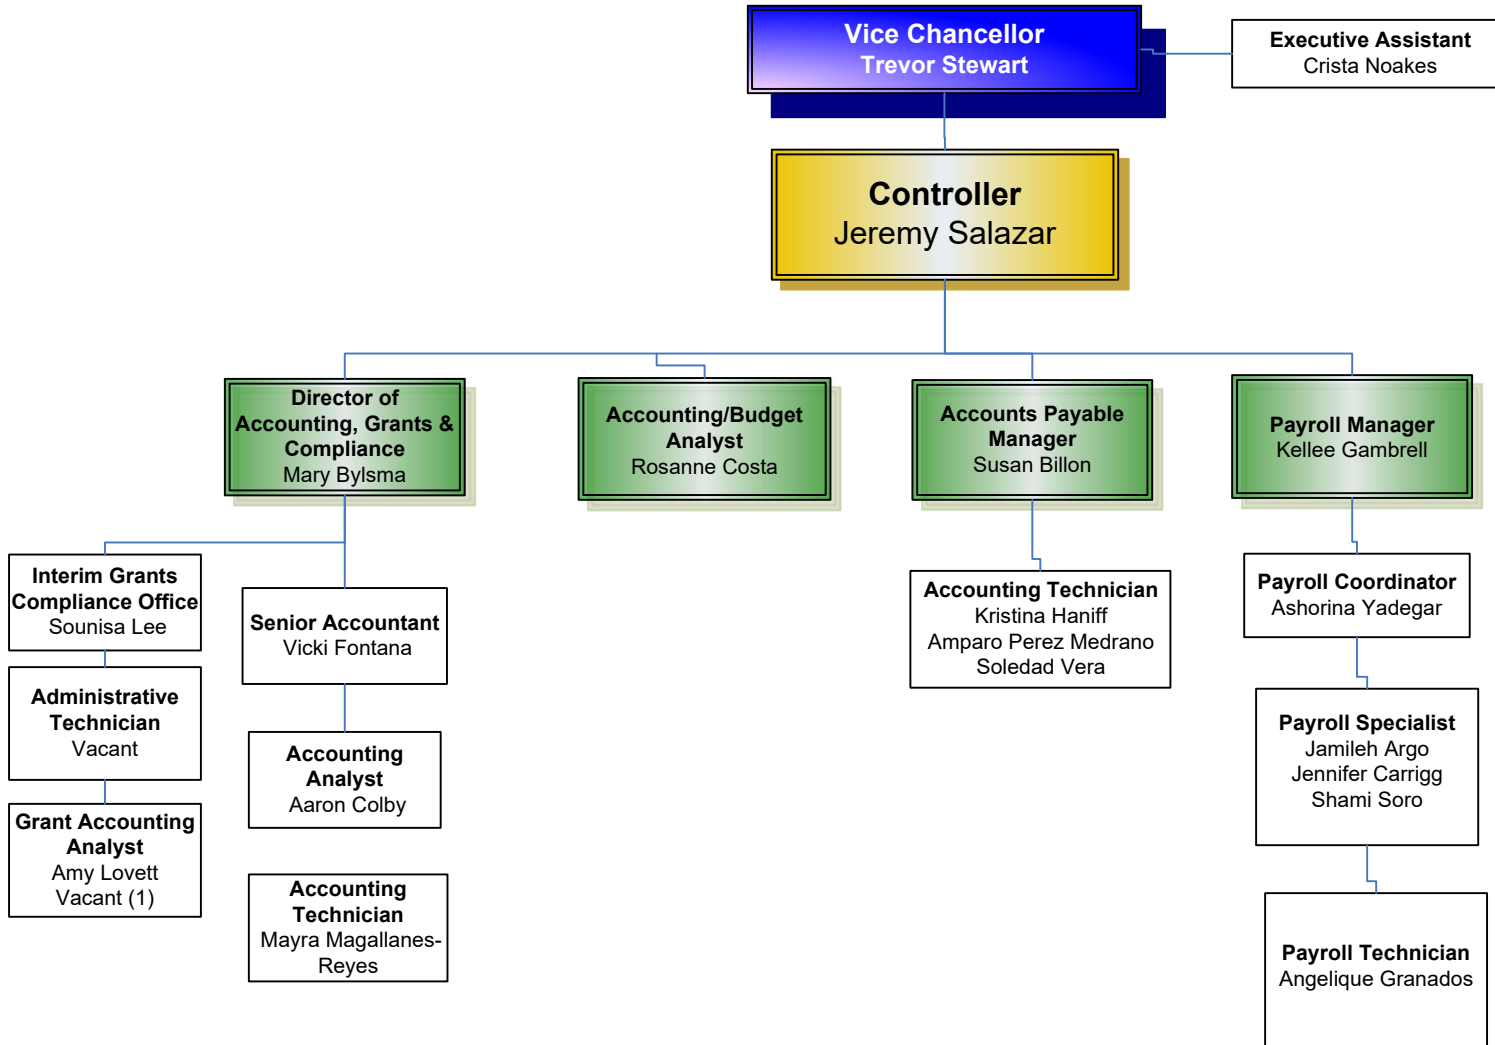 Vice Chancellor
Trevor Stewart
Executive Assistant
Crista Noakes
Controller
Jeremy Salazar
Director of
Accounting, Grants &
Compliance
Mary Bylsma
Accounting/Budget
Analyst
Rosanne Costa
Accounts Payable
Manager
Susan Billon
Payroll Manager
Kellee Gambrell
Interim Grants
Compliance Office
Sounisa Lee
Senior Accountant
Vicki Fontana
Accounting Technician
Kristina Haniff
Amparo Perez Medrano
Soledad Vera
Payroll Coordinator
Ashorina Yadegar
Administrative
Technician
Vacant
Accounting
Analyst
Aaron Colby
Payroll Specialist
Jamileh Argo
Jennifer Carrigg
Shami Soro
Grant Accounting
Analyst
Amy Lovett
Vacant (1)
Accounting
Technician
Mayra Magallanes-
Reyes
Payroll Technician
Angelique Granados